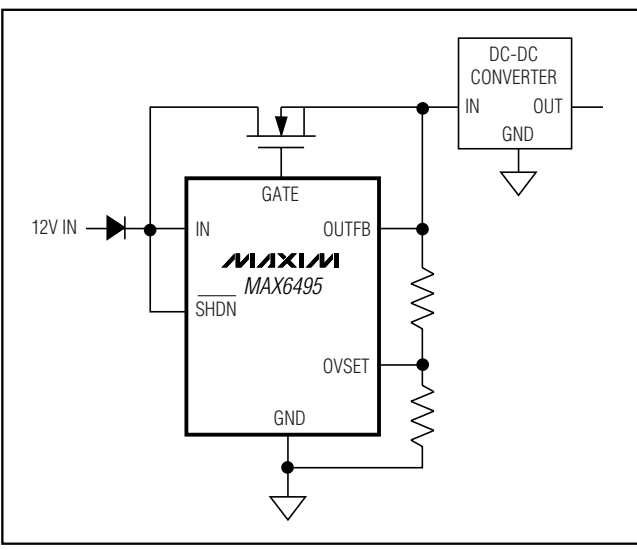 DC-DC
CONVERTER
IN
OUT
GND
GATE
12V IN
IN
OUTFB
MAXIM
MAX6495
SHDN
OVSET
GND